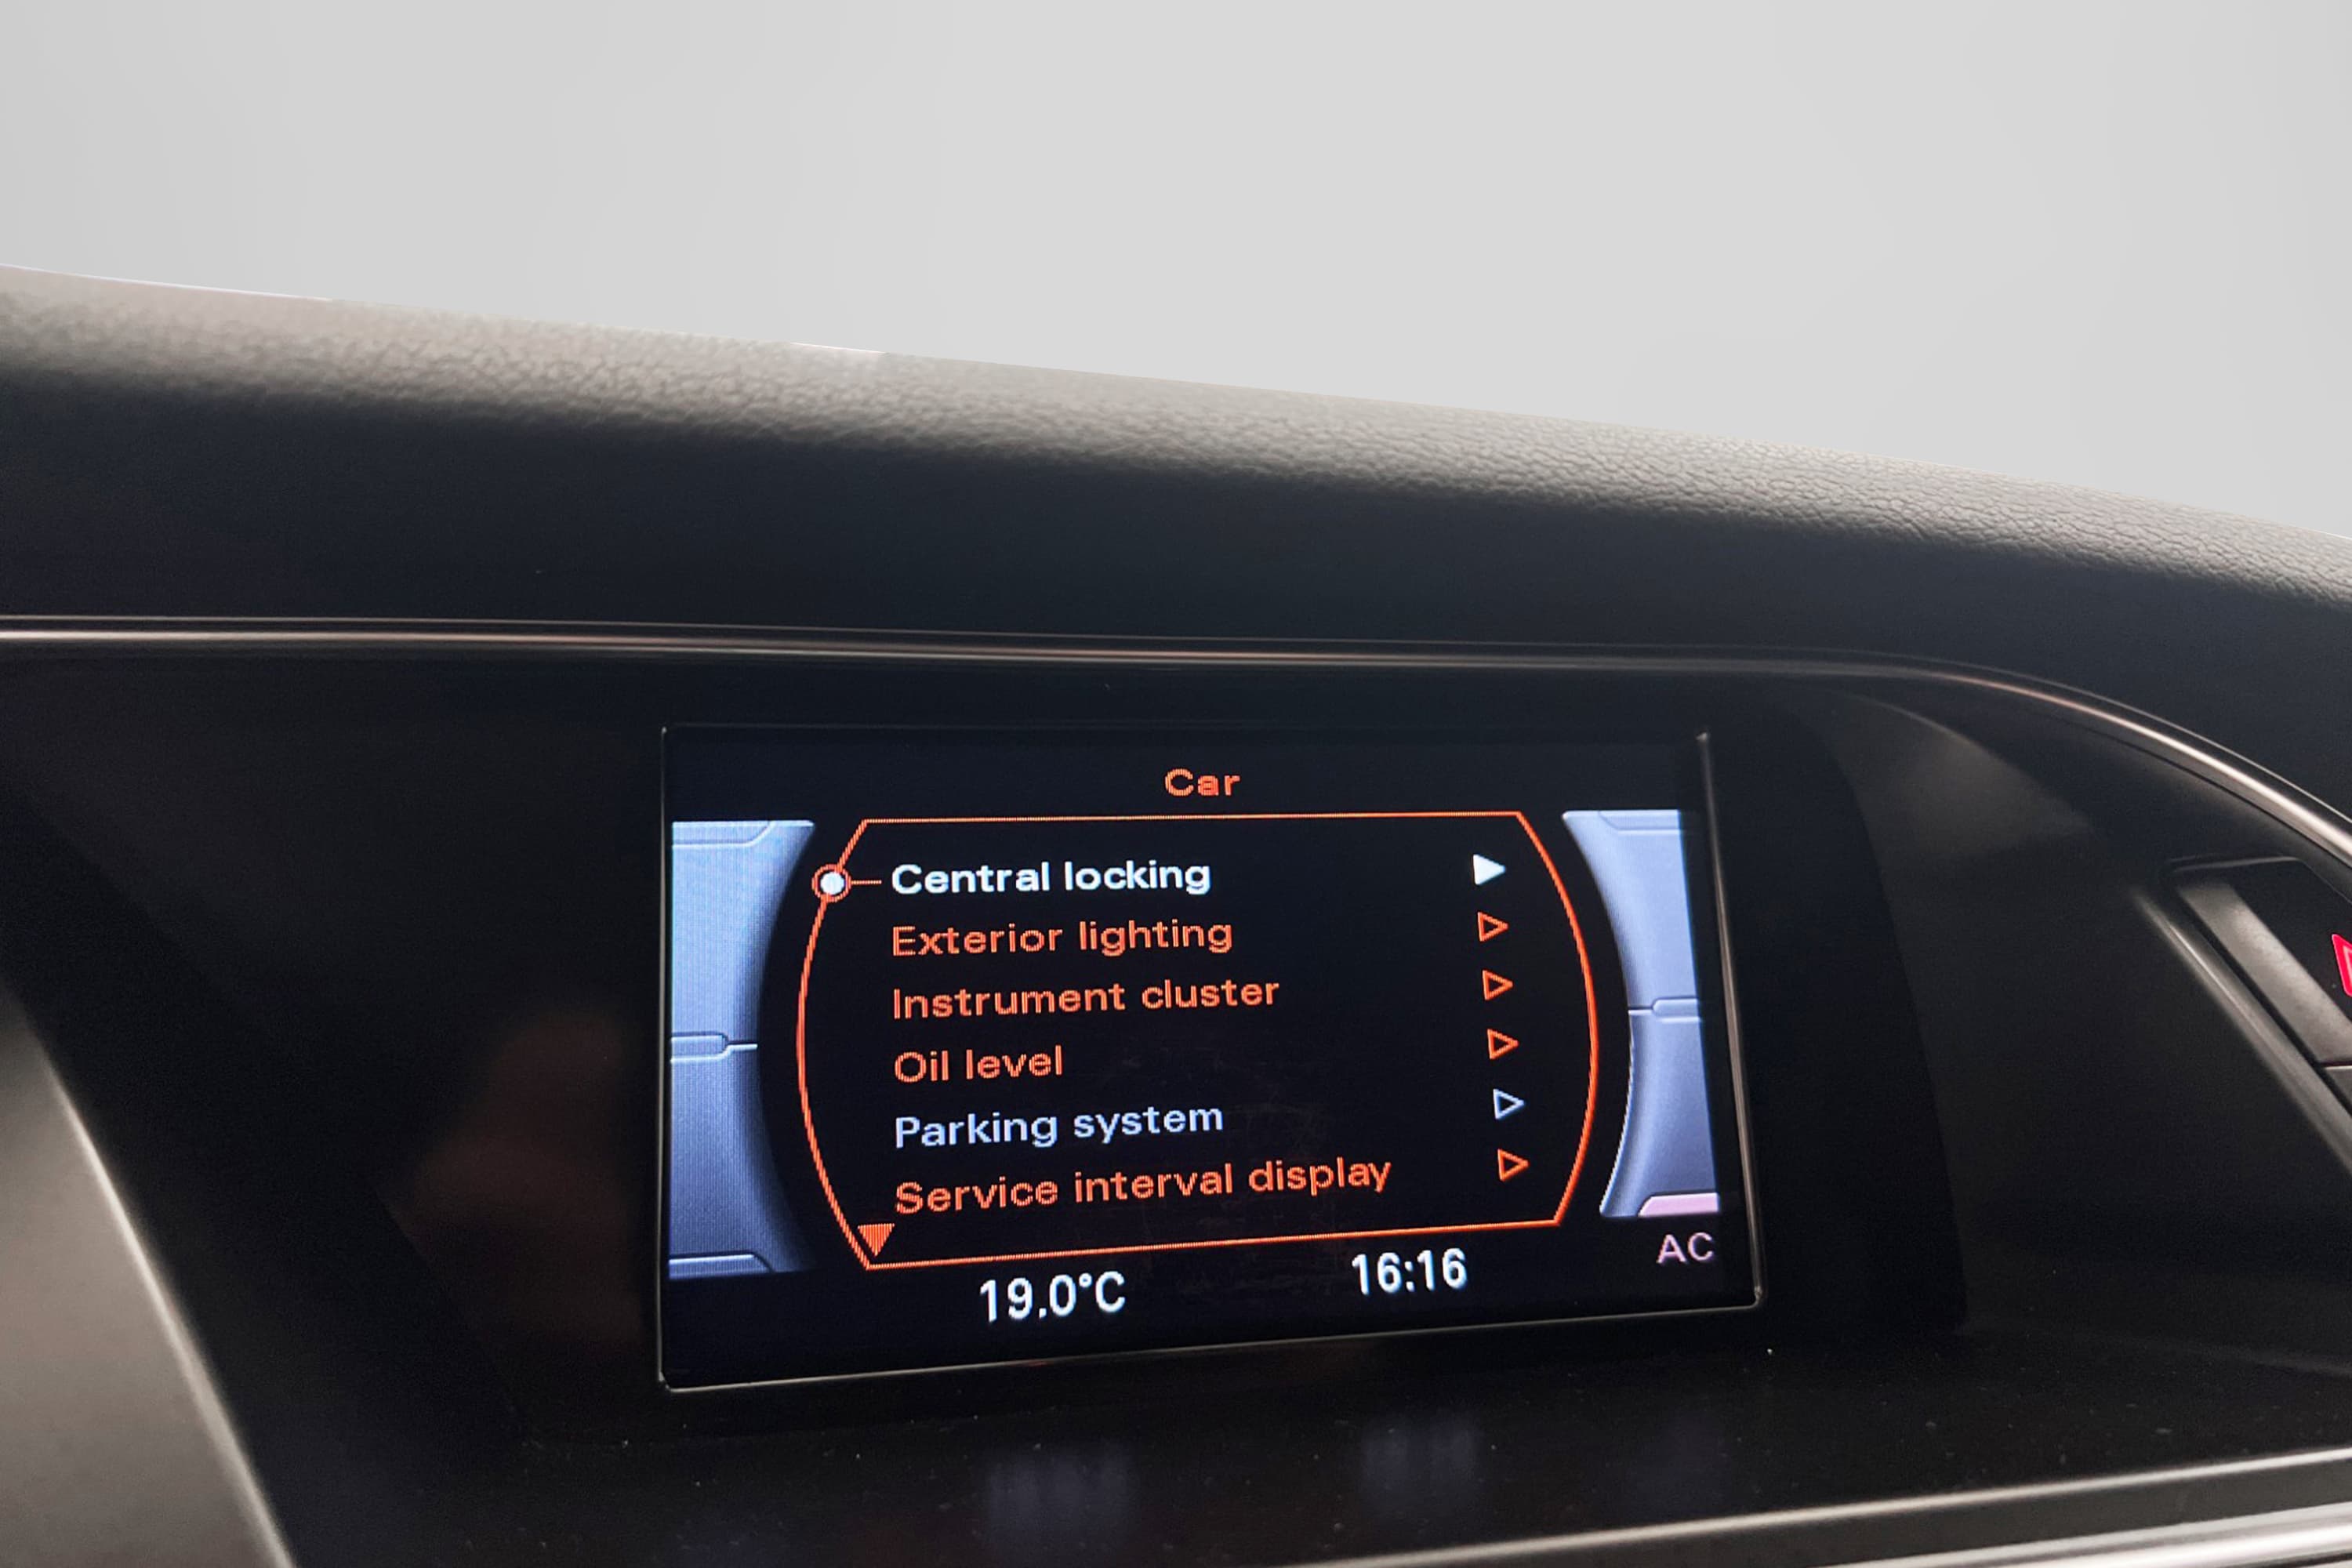 Car
Central locking
Exterior lighting
Instrument cluster
Oil level
Parking system
Service interval display
19.0°C
16:16
AC